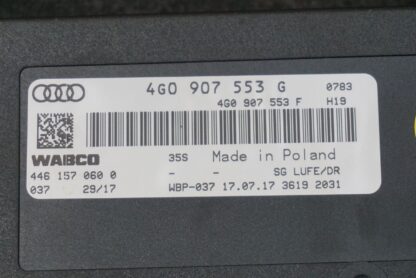 4G0 907 553 G 0783
4G0 907 553 F H19
WABCO 35S Made in Poland
446 157 060 0 - - SG LUFE/DR
037 29/17 WBP-037 17.07.17 3619 2031